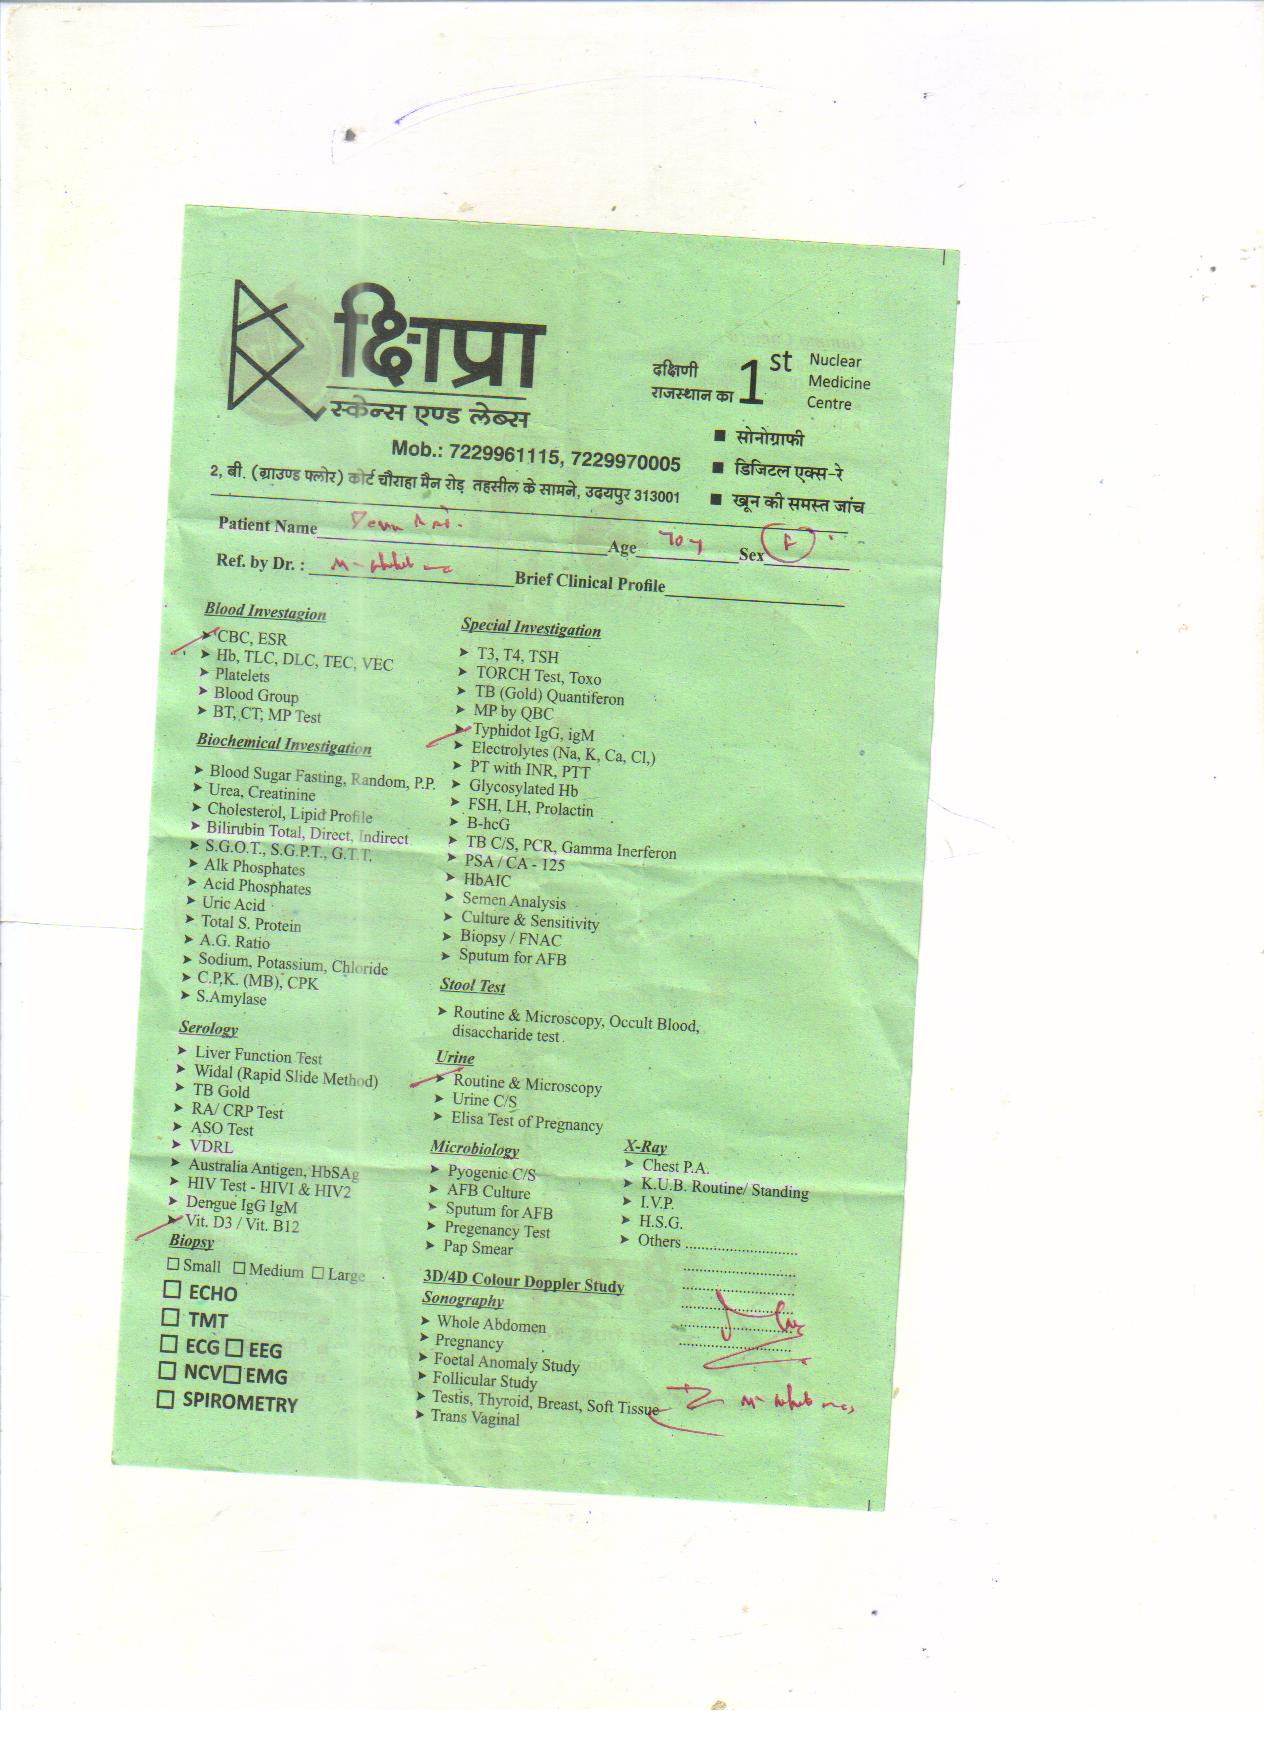 क्षिप्रा
स्केन्स एण्ड लेब्स
दक्षिणी राजस्थान का 1st Nuclear Medicine Centre
■ सोनोग्राफी
■ डिजिटल एक्स-रे
■ खून की समस्त जांच
Mob.: 7229961115, 7229970005
2, बी. (ग्राउण्ड फ्लोर) कोर्ट चौराहा मैन रोड़ तहसील के सामने, उदयपुर 313001
Patient Name Age 70 y Sex F
Ref. by Dr. : Brief Clinical Profile
Blood Investagion
➤ CBC, ESR
➤ Hb, TLC, DLC, TEC, VEC
➤ Platelets
➤ Blood Group
➤ BT, CT; MP Test
Biochemical Investigation
➤ Blood Sugar Fasting, Random, P.P.
➤ Urea, Creatinine
➤ Cholesterol, Lipid Profile
➤ Bilirubin Total, Direct, Indirect
➤ S.G.O.T., S.G.P.T., G.T.T.
➤ Alk Phosphates
➤ Acid Phosphates
➤ Uric Acid
➤ Total S. Protein
➤ A.G. Ratio
➤ Sodium, Potassium, Chloride
➤ C.P.K. (MB), CPK
➤ S.Amylase
Serology
➤ Liver Function Test
➤ Widal (Rapid Slide Method)
➤ TB Gold
➤ RA/ CRP Test
➤ ASO Test
➤ VDRL
➤ Australia Antigen, HbSAg
➤ HIV Test - HIVI & HIV2
➤ Dengue IgG IgM
➤ Vit. D3 / Vit. B12
Biopsy
☐ Small ☐ Medium ☐ Large
☐ ECHO
☐ TMT
☐ ECG ☐ EEG
☐ NCV ☐ EMG
☐ SPIROMETRY
Special Investigation
➤ T3, T4, TSH
➤ TORCH Test, Toxo
➤ TB (Gold) Quantiferon
➤ MP by QBC
➤ Typhidot IgG, igM
➤ Electrolytes (Na, K, Ca, Cl,)
➤ PT with INR, PTT
➤ Glycosylated Hb
➤ FSH, LH, Prolactin
➤ B-hcG
➤ TB C/S, PCR, Gamma Inerferon
➤ PSA / CA - 125
➤ HbAIC
➤ Semen Analysis
➤ Culture & Sensitivity
➤ Biopsy / FNAC
➤ Sputum for AFB
Stool Test
➤ Routine & Microscopy, Occult Blood,
disaccharide test
Urine
➤ Routine & Microscopy
➤ Urine C/S
➤ Elisa Test of Pregnancy
Microbiology
➤ Pyogenic C/S
➤ AFB Culture
➤ Sputum for AFB
➤ Pregenancy Test
➤ Pap Smear
X-Ray
➤ Chest P.A.
➤ K.U.B. Routine/ Standing
➤ I.V.P.
➤ H.S.G.
➤ Others ............................
3D/4D Colour Doppler Study
Sonography
➤ Whole Abdomen
➤ Pregnancy
➤ Foetal Anomaly Study
➤ Follicular Study
➤ Testis, Thyroid, Breast, Soft Tissue
➤ Trans Vaginal